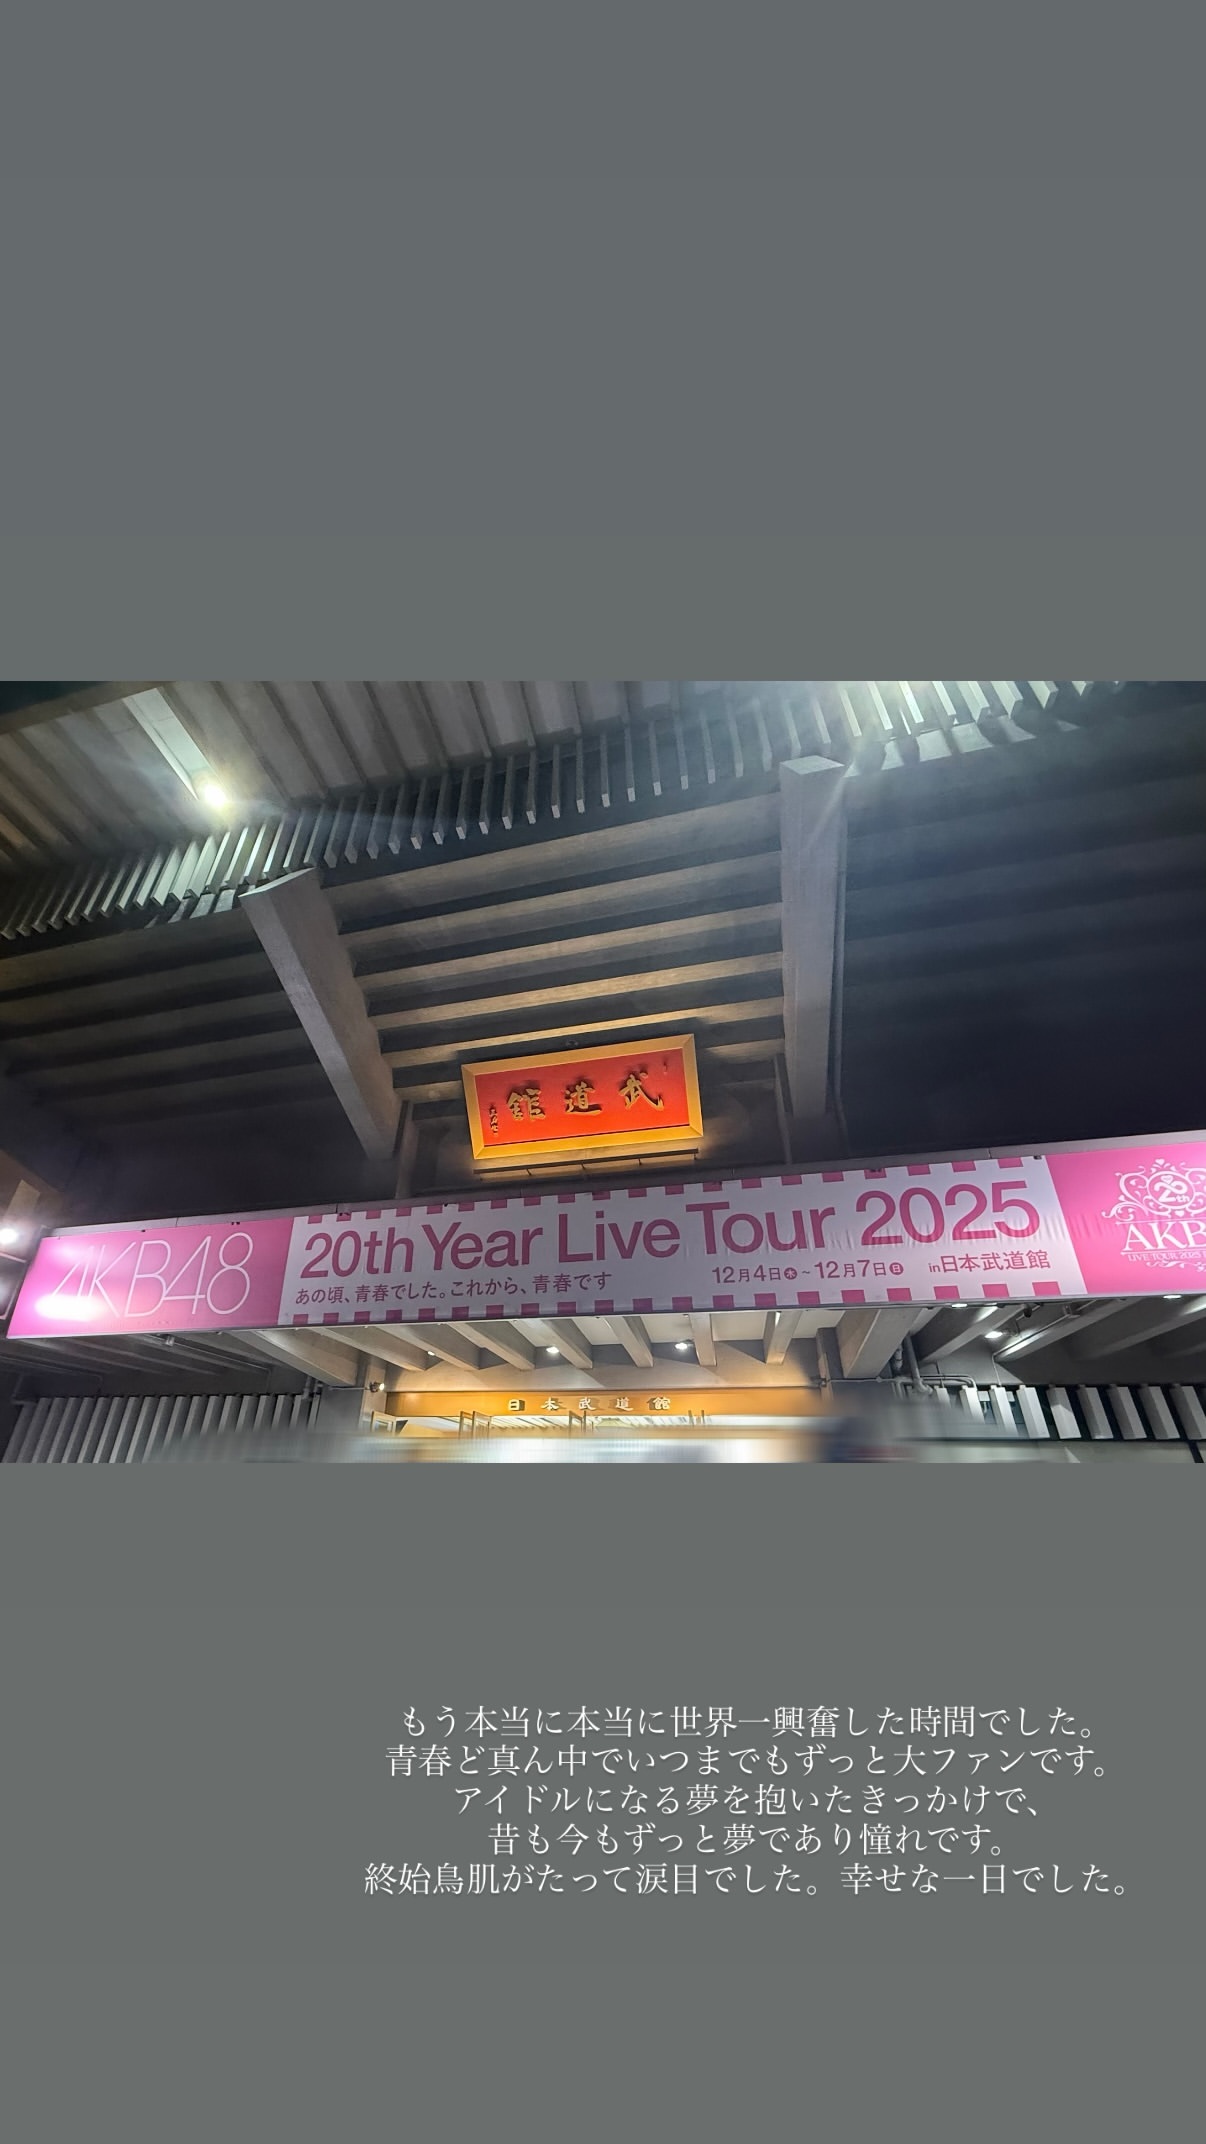 武道館
AKB48
20th Year Live Tour 2025
あの頃、青春でした。これから、青春です
12月4日㊍～12月7日㊐ in日本武道館
20th
AKB
LIVE TOUR 2025
日本武道館
もう本当に本当に世界一興奮した時間でした。
青春ど真ん中でいつまでもずっと大ファンです。
アイドルになる夢を抱いたきっかけで、
昔も今もずっと夢であり憧れです。
終始鳥肌がたって涙目でした。幸せな一日でした。